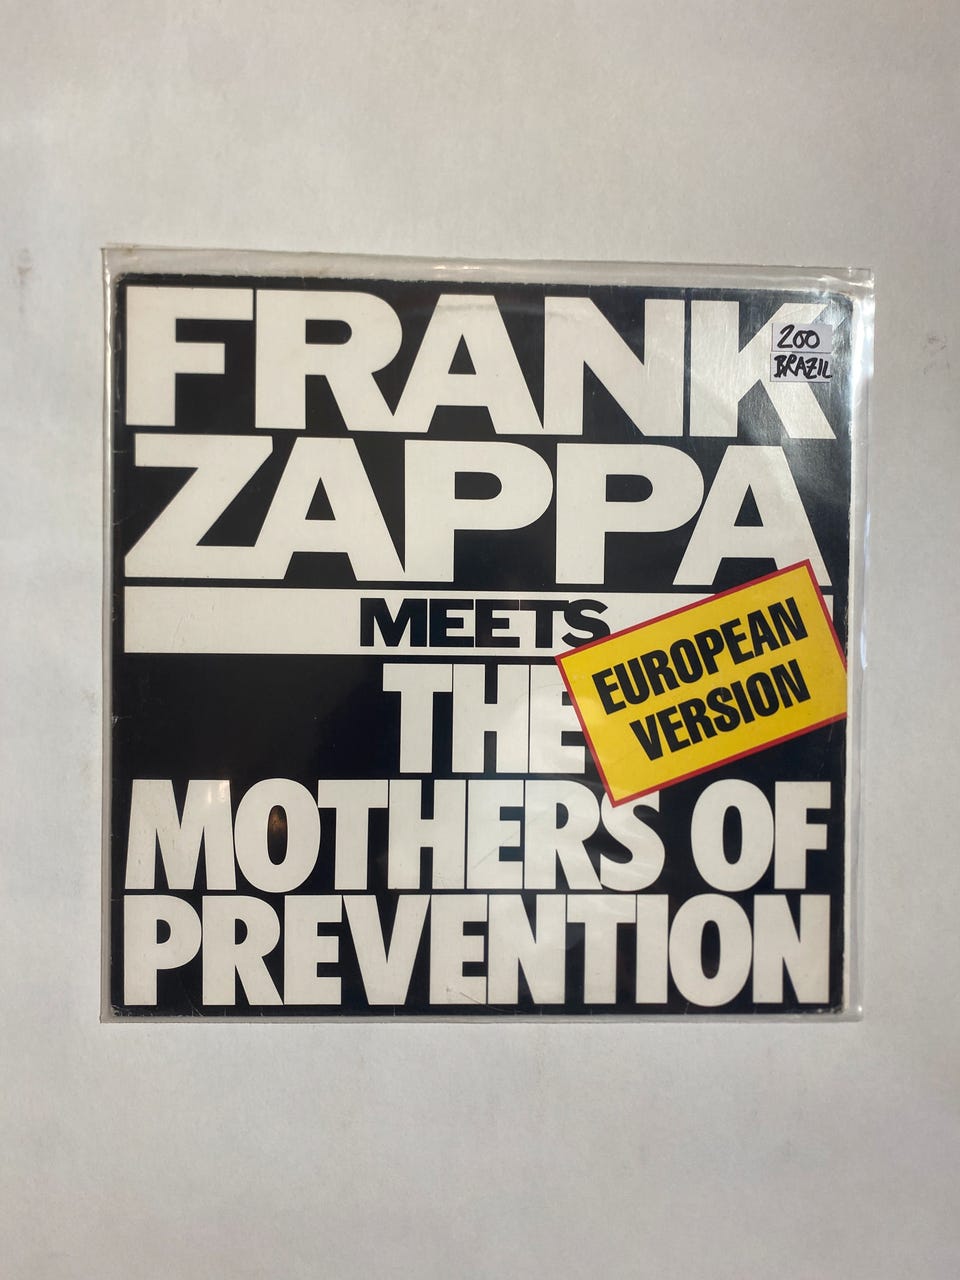 FRANK
200
BRAZIL
ZAPPA
MEETS
EUROPEAN
VERSION
THE
MOTHERS OF
PREVENTION